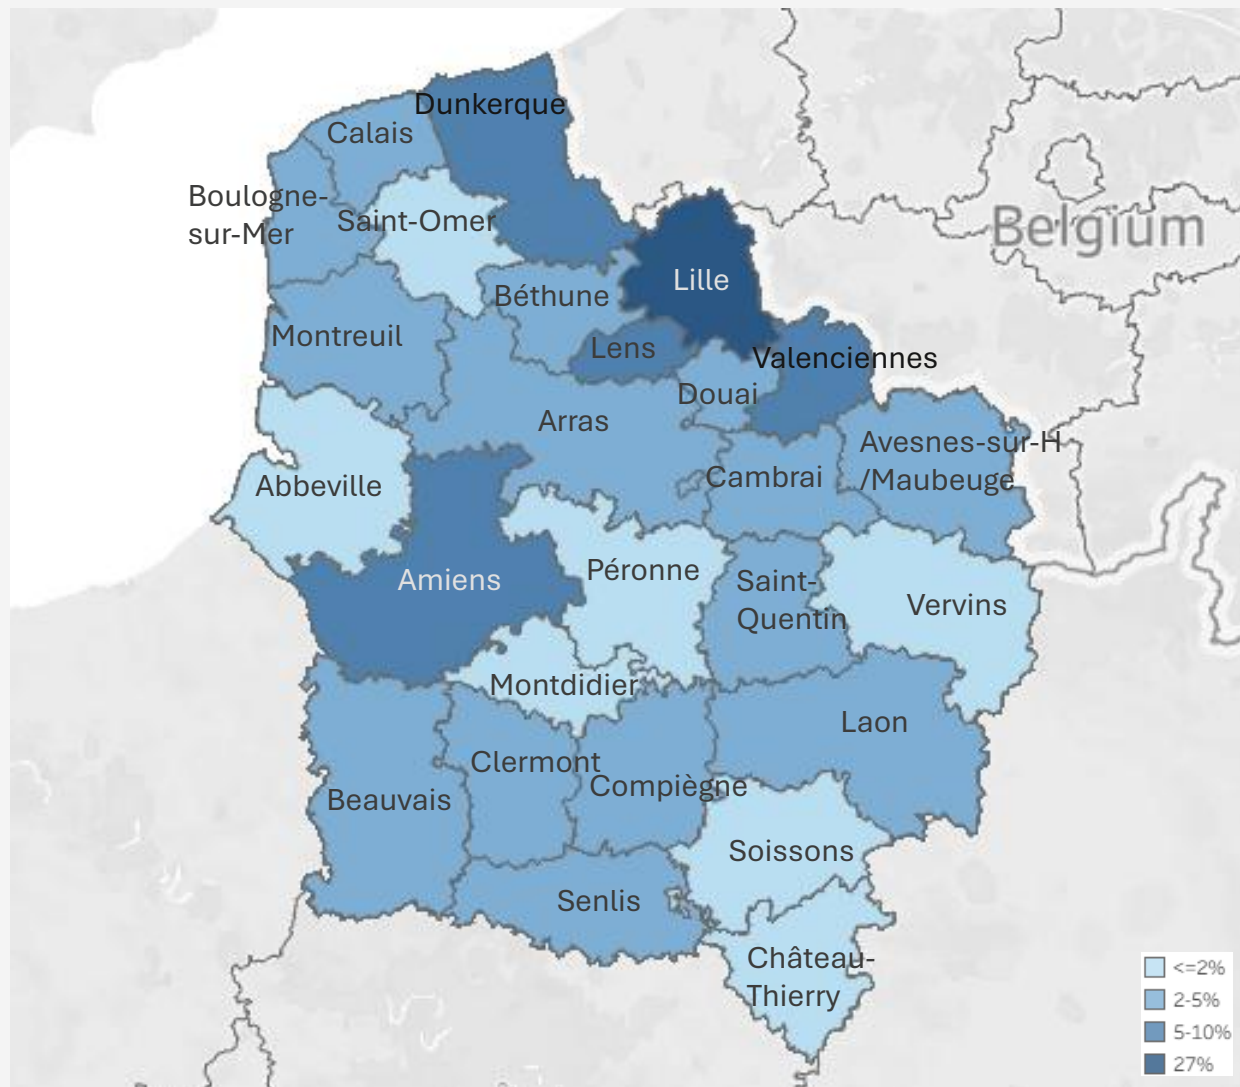 Dunkerque
Calais
Boulogne-
sur-Mer
Saint-Omer
Belgium
Lille
Béthune
Montreuil
Lens
Valenciennes
Douai
Arras
Avesnes-sur-H
/Maubeuge
Cambrai
Abbeville
Péronne
Amiens
Saint-
Quentin
Vervins
Montdidier
Laon
Clermont
Compiègne
Beauvais
Soissons
Senlis
Château-
Thierry
<=2%
2-5%
5-10%
27%